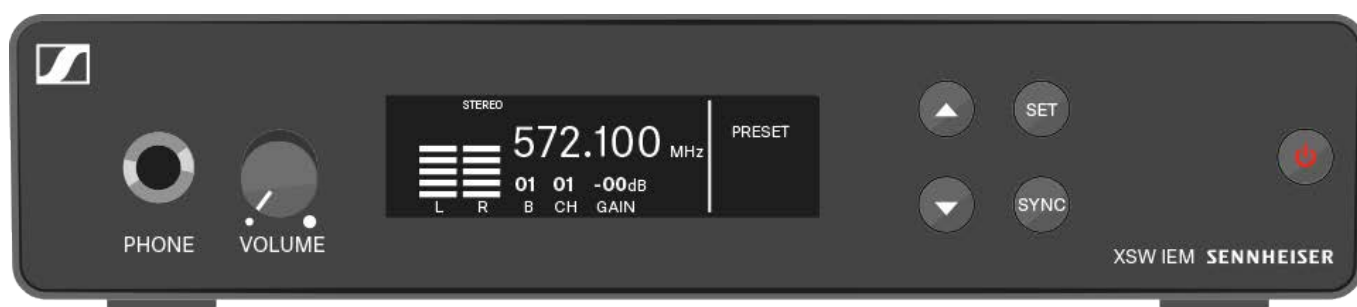 STEREO
572.100 MHz
PRESET
01 01 -00dB
L R B CH GAIN
SET
SYNC
PHONE
VOLUME
XSW IEM SENNHEISER